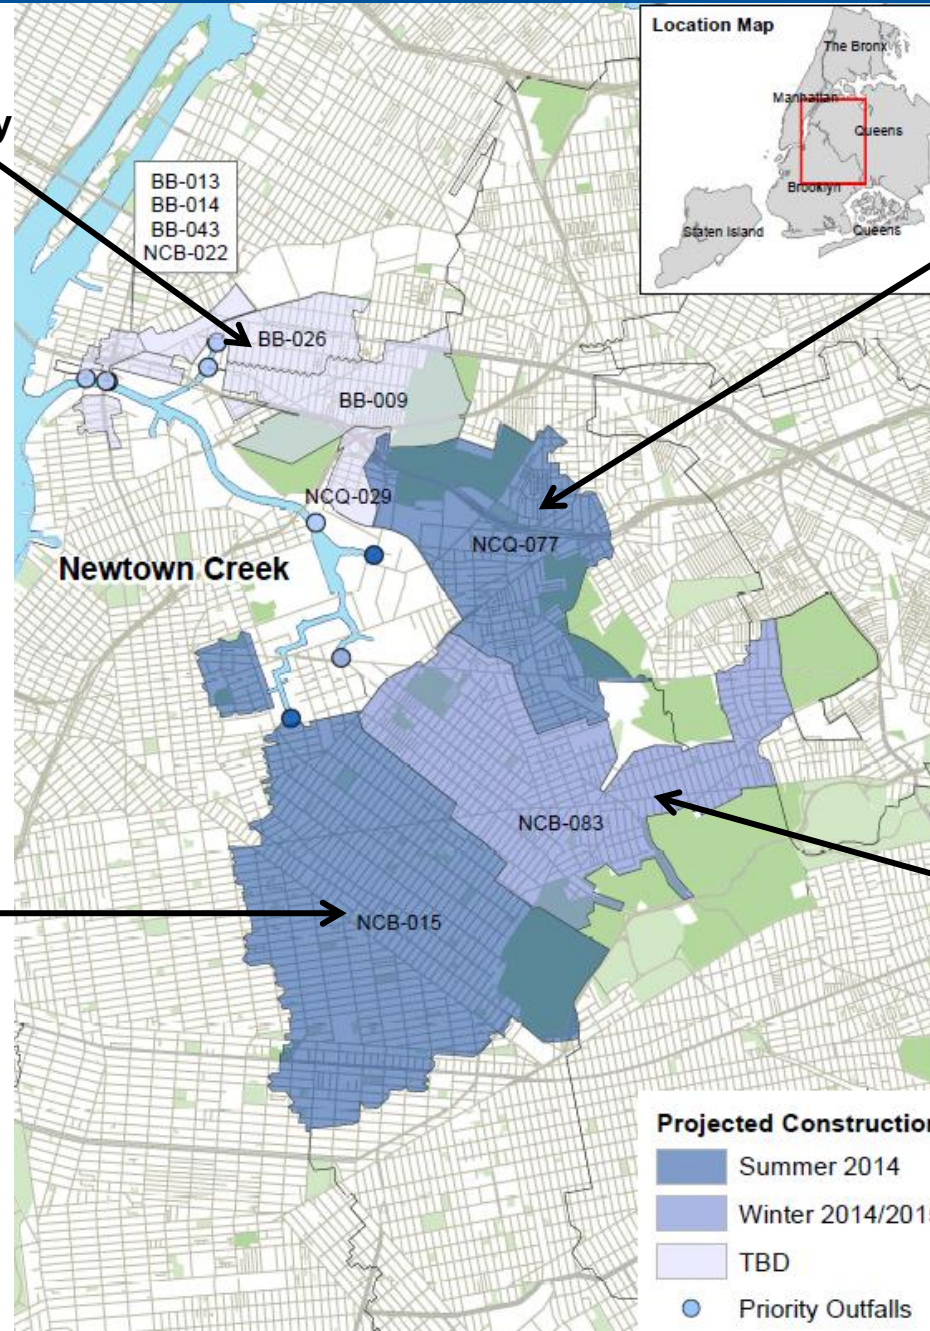 Location Map
The Bronx
Manhattan
Queens
Brooklyn
Staten Island
Queens
y
BB-013
BB-014
BB-043
NCB-022
BB-026
BB-009
NCQ-029
NCQ-077
Newtown Creek
NCB-083
NCB-015
Projected Construction
Summer 2014
Winter 2014/2015
TBD
Priority Outfalls